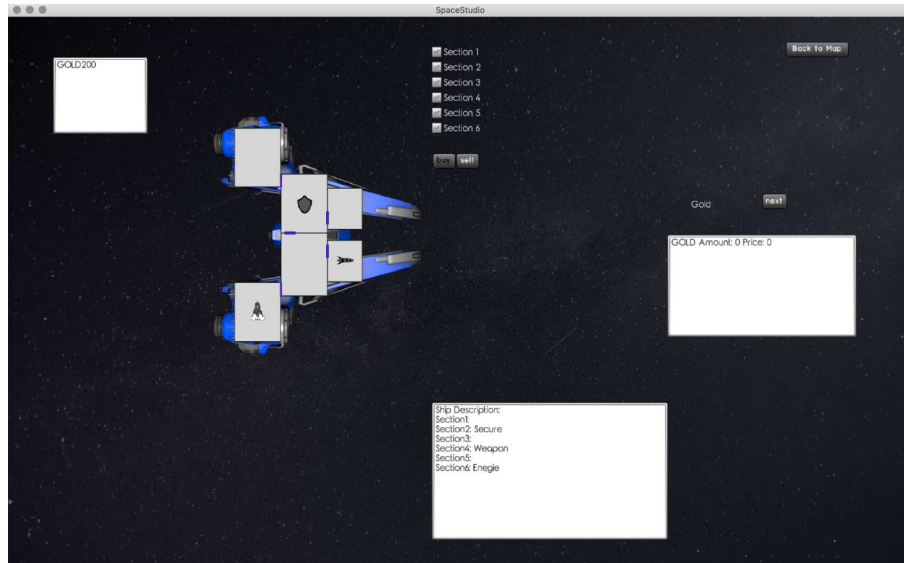 SpaceStudio
GOLD200
Section 1
Section 2
Section 3
Section 4
Section 5
Section 6
Back to Map
buy sell
Gold
next
GOLD Amount: 0 Price: 0
Ship Description:
Section1:
Section2: Secure
Section3:
Section4: Weapon
Section5:
Section6: Enegie